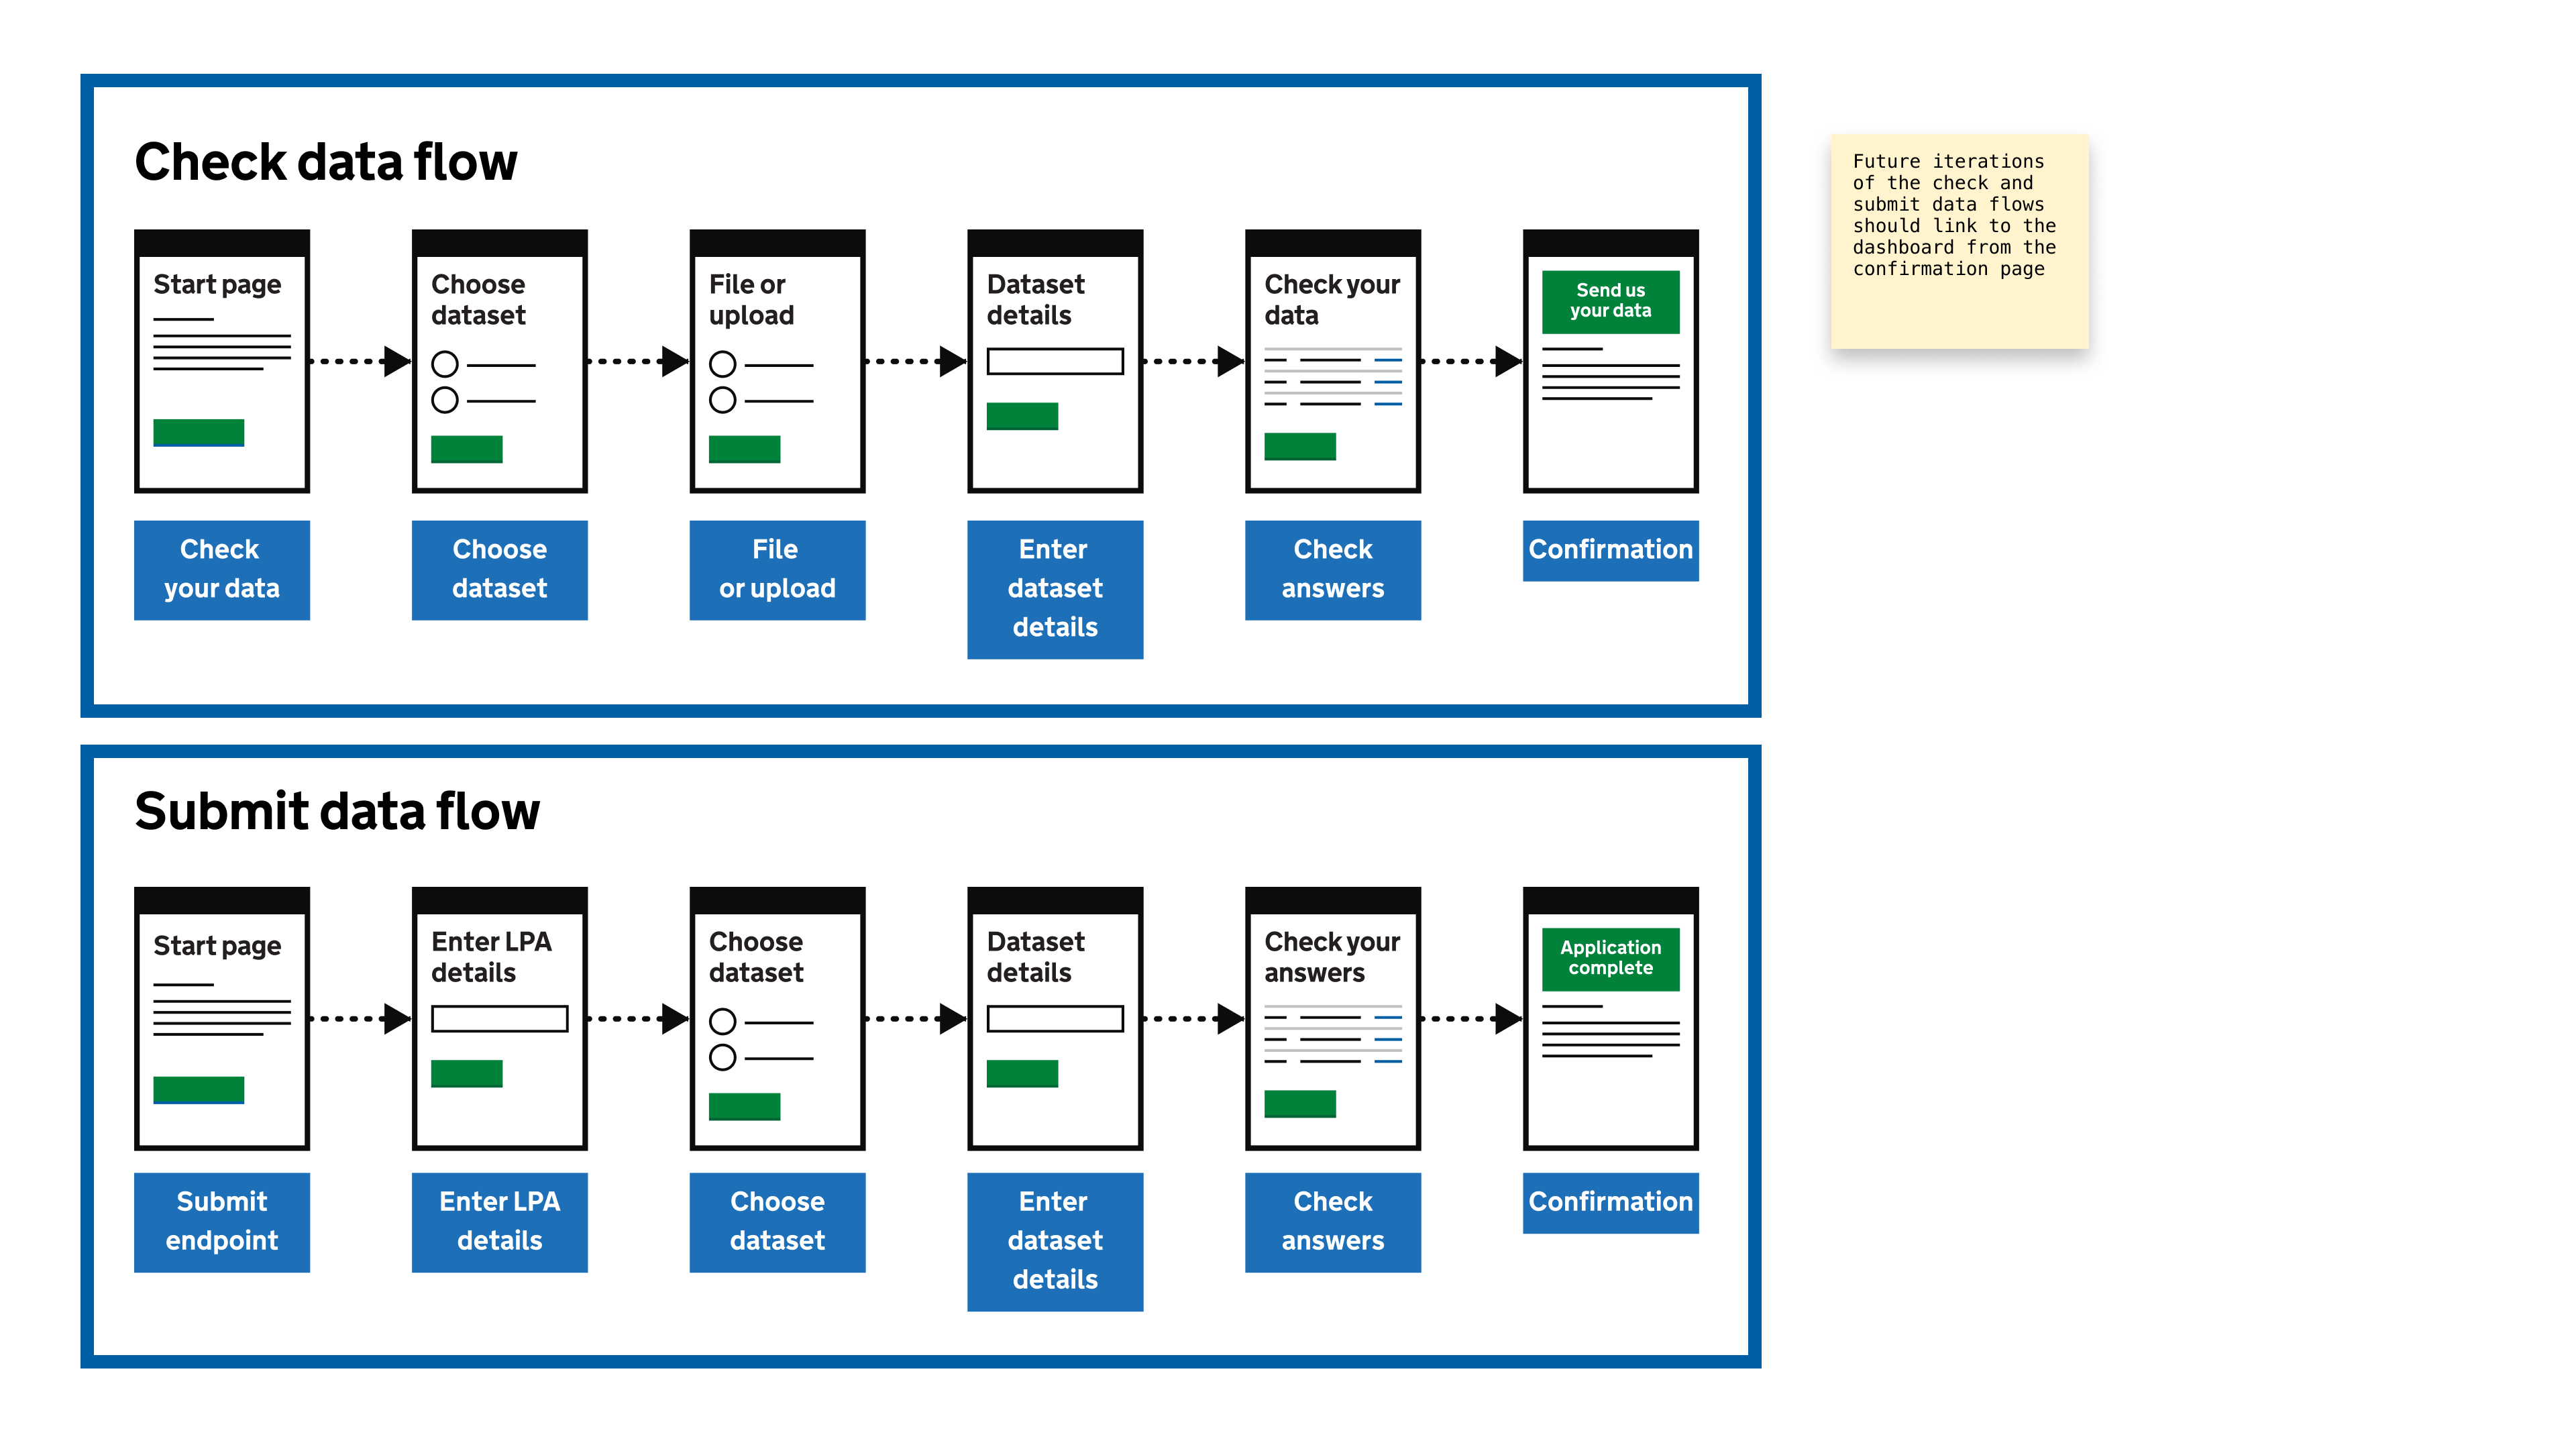 Check data flow
Start page
Choose
dataset
File or
upload
Dataset
details
Check your
data
Send us
your data
Check
your data
Choose
dataset
File
or upload
Enter
dataset
details
Check
answers
Confirmation
Future iterations
of the check and
submit data flows
should link to the
dashboard from the
confirmation page
Submit data flow
Start page
Enter LPA
details
Choose
dataset
Dataset
details
Check your
answers
Application
complete
Submit
endpoint
Enter LPA
details
Choose
dataset
Enter
dataset
details
Check
answers
Confirmation